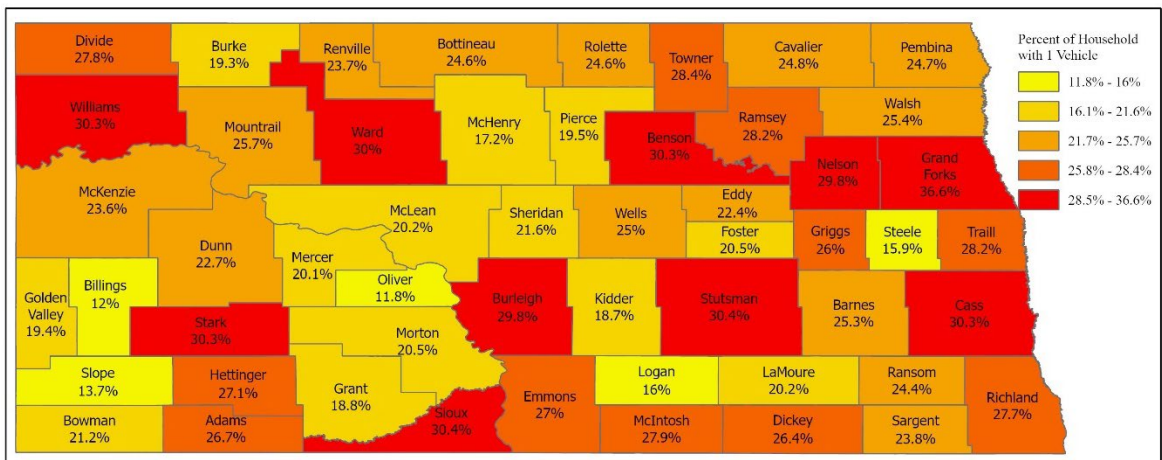 Divide
27.8%
Burke
19.3%
Renville
23.7%
Bottineau
24.6%
Rolette
24.6%
Towner
28.4%
Cavalier
24.8%
Pembina
24.7%
Percent of Household
with 1 Vehicle
11.8% - 16%
16.1% - 21.6%
21.7% - 25.7%
25.8% - 28.4%
28.5% - 36.6%
Williams
30.3%
Mountrail
25.7%
Ward
30%
McHenry
17.2%
Pierce
19.5%
Benson
30.3%
Ramsey
28.2%
Walsh
25.4%
Nelson
29.8%
Grand
Forks
36.6%
McKenzie
23.6%
Dunn
22.7%
McLean
20.2%
Mercer
20.1%
Oliver
11.8%
Sheridan
21.6%
Wells
25%
Eddy
22.4%
Foster
20.5%
Griggs
26%
Steele
15.9%
Traill
28.2%
Golden
Valley
19.4%
Billings
12%
Stark
30.3%
Morton
20.5%
Burleigh
29.8%
Kidder
18.7%
Stutsman
30.4%
Barnes
25.3%
Cass
30.3%
Slope
13.7%
Hettinger
27.1%
Grant
18.8%
Bowman
21.2%
Adams
26.7%
Sioux
30.4%
Emmons
27%
Logan
16%
LaMoure
20.2%
Ransom
24.4%
Richland
27.7%
McIntosh
27.9%
Dickey
26.4%
Sargent
23.8%